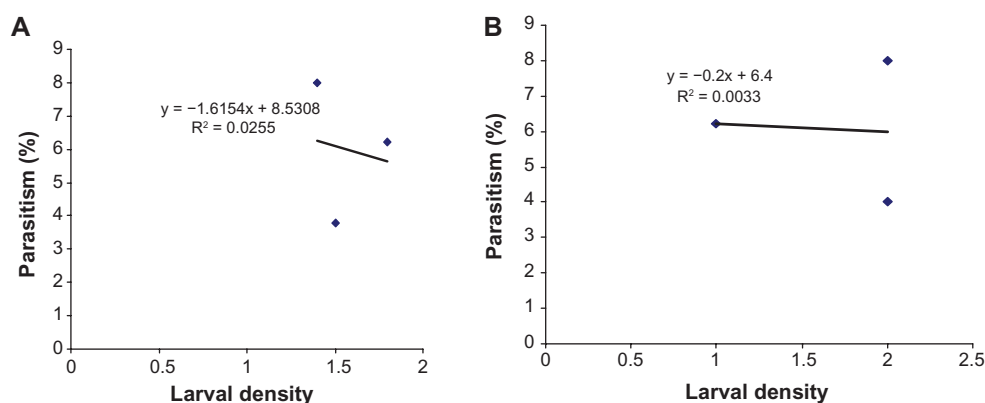 A
9
8
7
6
5
4
3
2
1
0
Parasitism (%)
y = −1.6154x + 8.5308
R² = 0.0255
0 0.5 1 1.5 2
Larval density
B
9
8
7
6
5
4
3
2
1
0
Parasitism (%)
y = −0.2x + 6.4
R² = 0.0033
0 0.5 1 1.5 2 2.5
Larval density